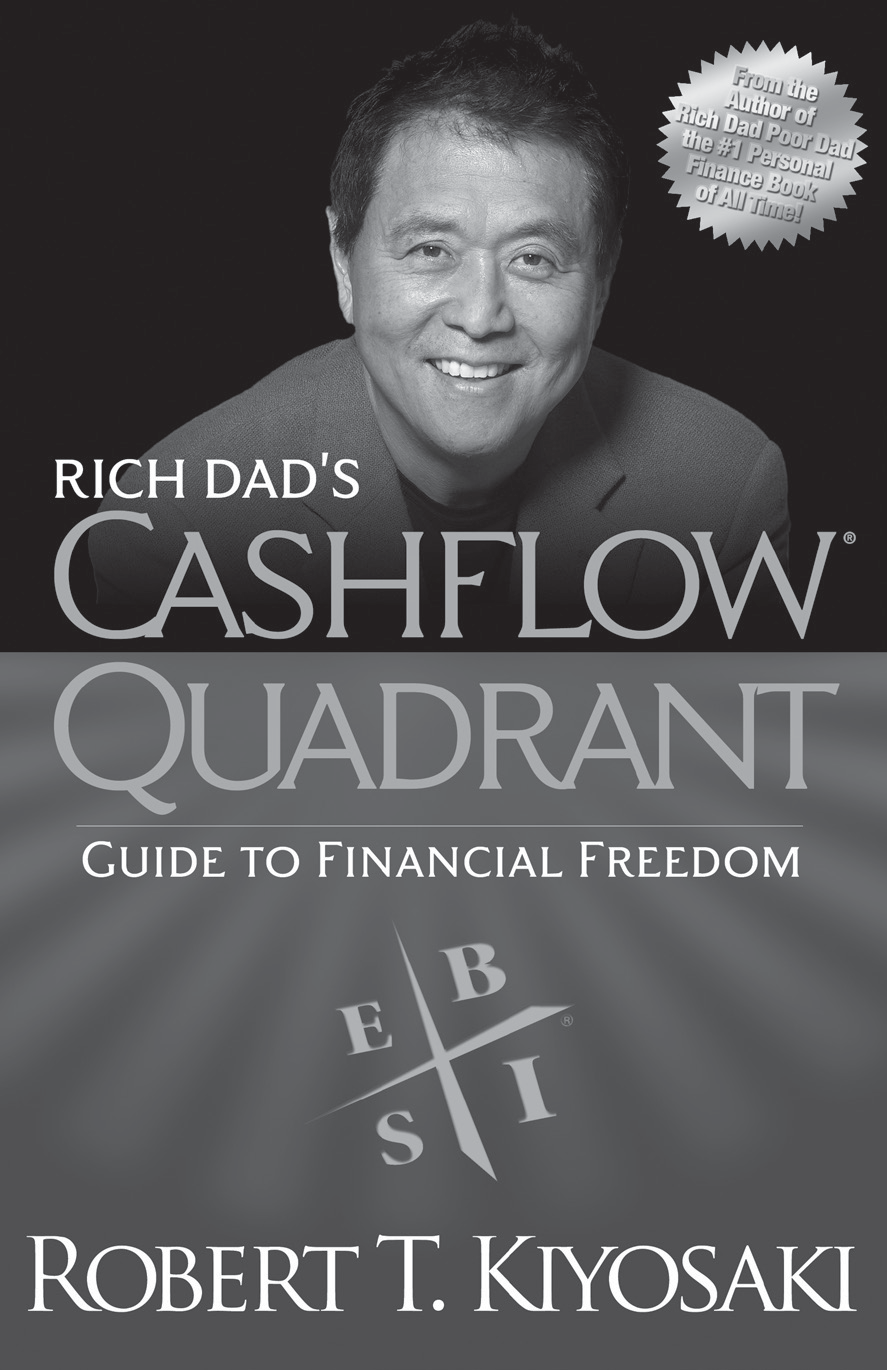 From the
Author of
Rich Dad Poor Dad
the #1 Personal
Finance Book
of All Time!
RICH DAD'S
CASHFLOW®
QUADRANT
GUIDE TO FINANCIAL FREEDOM
E B
®
S I
ROBERT T. KIYOSAKI